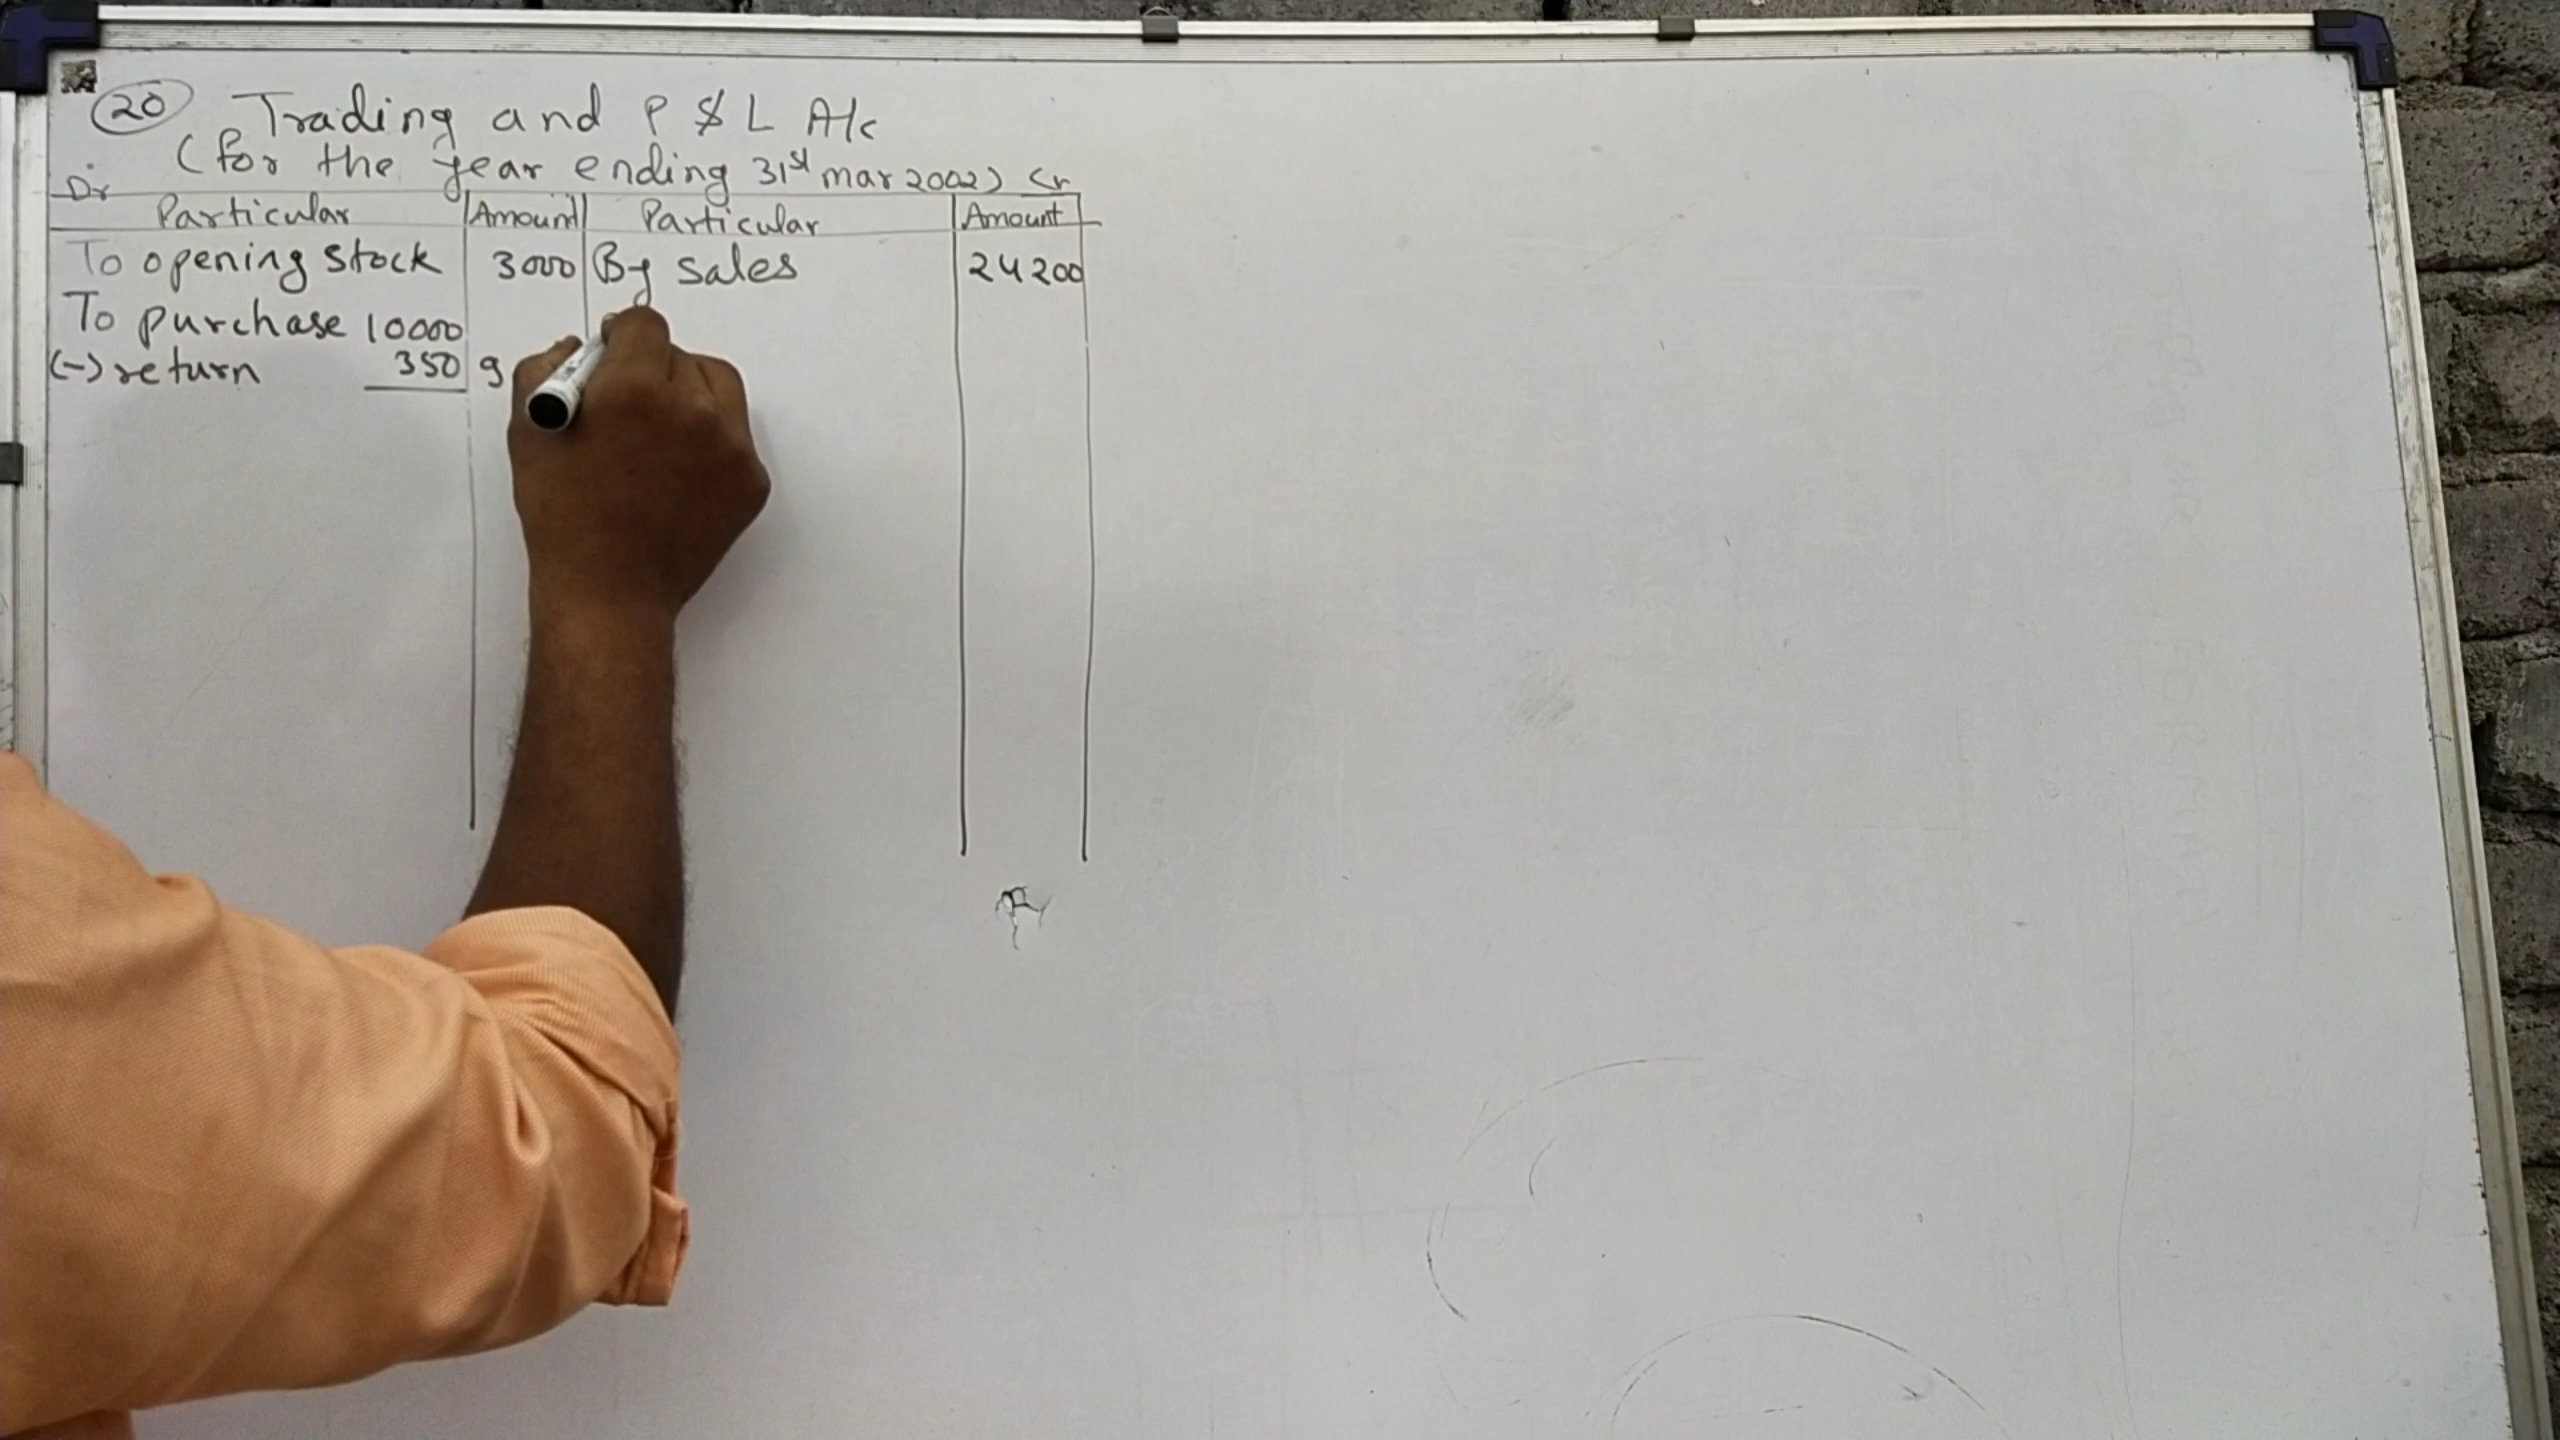 20 Trading and P & L A/c
(for the year ending 31st mar 2002)
Dr Cr
Particular Amount Particular Amount
To opening stock 3000 By sales 24200
To purchase 10000
(-) return 350 9